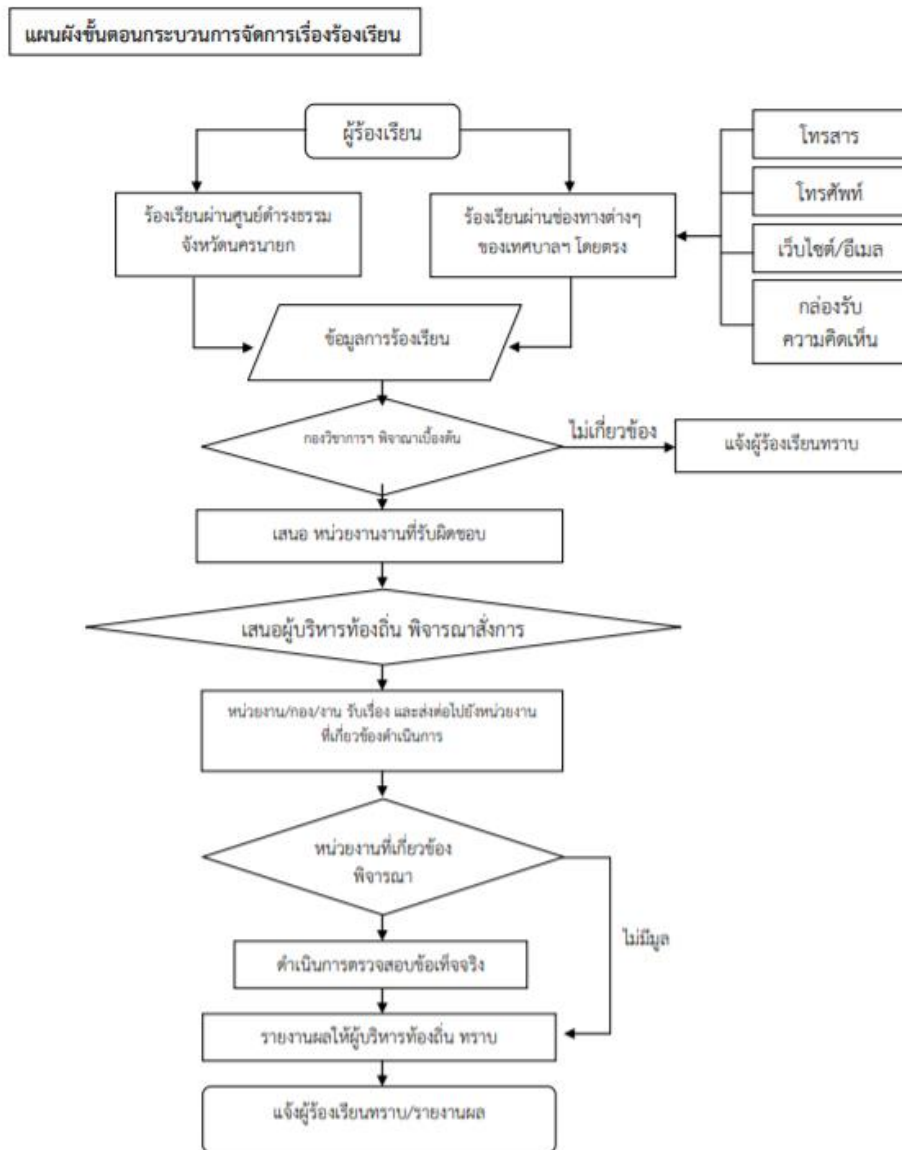 แผนผังขั้นตอนกระบวนการจัดการเรื่องร้องเรียน
ผู้ร้องเรียน
โทรสาร
โทรศัพท์
เว็บไซต์/อีเมล
กล่องรับ
ความคิดเห็น
ร้องเรียนผ่านศูนย์ดำรงธรรม
จังหวัดนครนายก
ร้องเรียนผ่านช่องทางต่างๆ
ของเทศบาลฯ โดยตรง
ข้อมูลการร้องเรียน
กองวิชาการฯ พิจาณาเบื้องต้น
ไม่เกี่ยวข้อง
แจ้งผู้ร้องเรียนทราบ
เสนอ หน่วยงานงานที่รับผิดชอบ
เสนอผู้บริหารท้องถิ่น พิจารณาสั่งการ
หน่วยงาน/กอง/งาน รับเรื่อง และส่งต่อไปยังหน่วยงาน
ที่เกี่ยวข้องดำเนินการ
หน่วยงานที่เกี่ยวข้อง
พิจารณา
ไม่มีมูล
ดำเนินการตรวจสอบข้อเท็จจริง
รายงานผลให้ผู้บริหารท้องถิ่น ทราบ
แจ้งผู้ร้องเรียนทราบ/รายงานผล